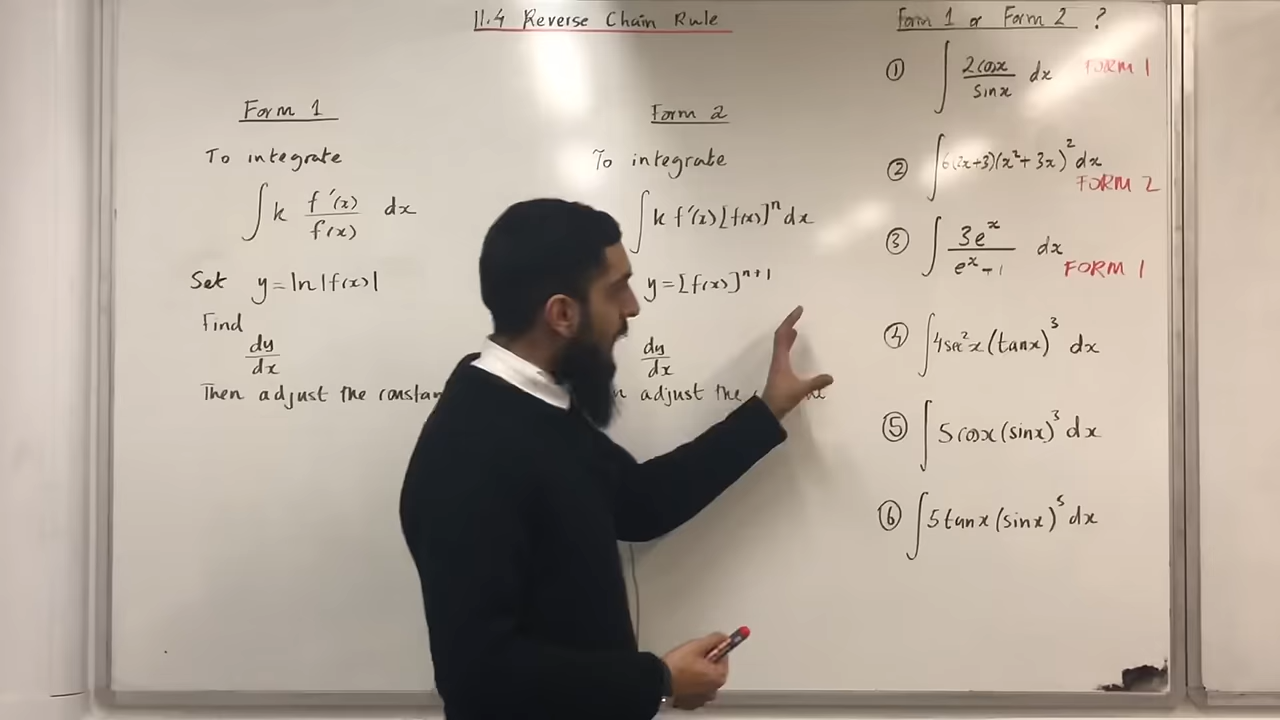 11.4 Reverse Chain Rule
Form 1
To integrate
∫ k f'(x)/f(x) dx
Set y = ln|f(x)|
Find
dy/dx
Then adjust the constan
Form 2
To integrate
∫ k f'(x)[f(x)]^n dx
y = [f(x)]^(n+1)
dy/dx
adjust the
Form 1 or Form 2 ?
① ∫ 2cosx/sinx dx FORM 1
② ∫ 6(2x+3)(x²+3x)² dx
FORM 2
③ ∫ 3e^x/(e^x-1) dx
FORM 1
④ ∫ 4sec²x(tanx)³ dx
⑤ ∫ 5cosx(sinx)³ dx
⑥ ∫ 5tanx(sinx)⁵ dx